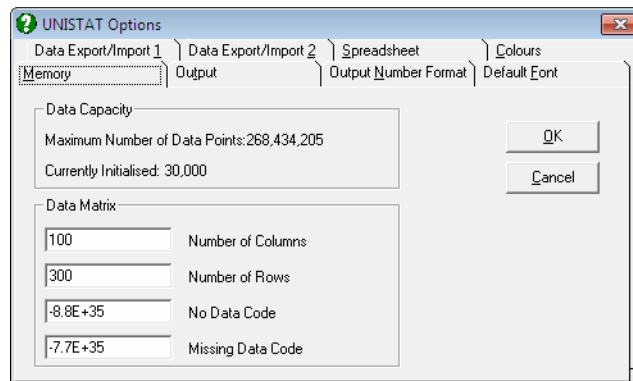 UNISTAT Options
Data Export/Import 1 Data Export/Import 2 Spreadsheet Colours
Memory Output Output Number Format Default Font
Data Capacity
Maximum Number of Data Points:268,434,205
Currently Initialised: 30,000
OK
Cancel
Data Matrix
100 Number of Columns
300 Number of Rows
-8.8E+35 No Data Code
-7.7E+35 Missing Data Code